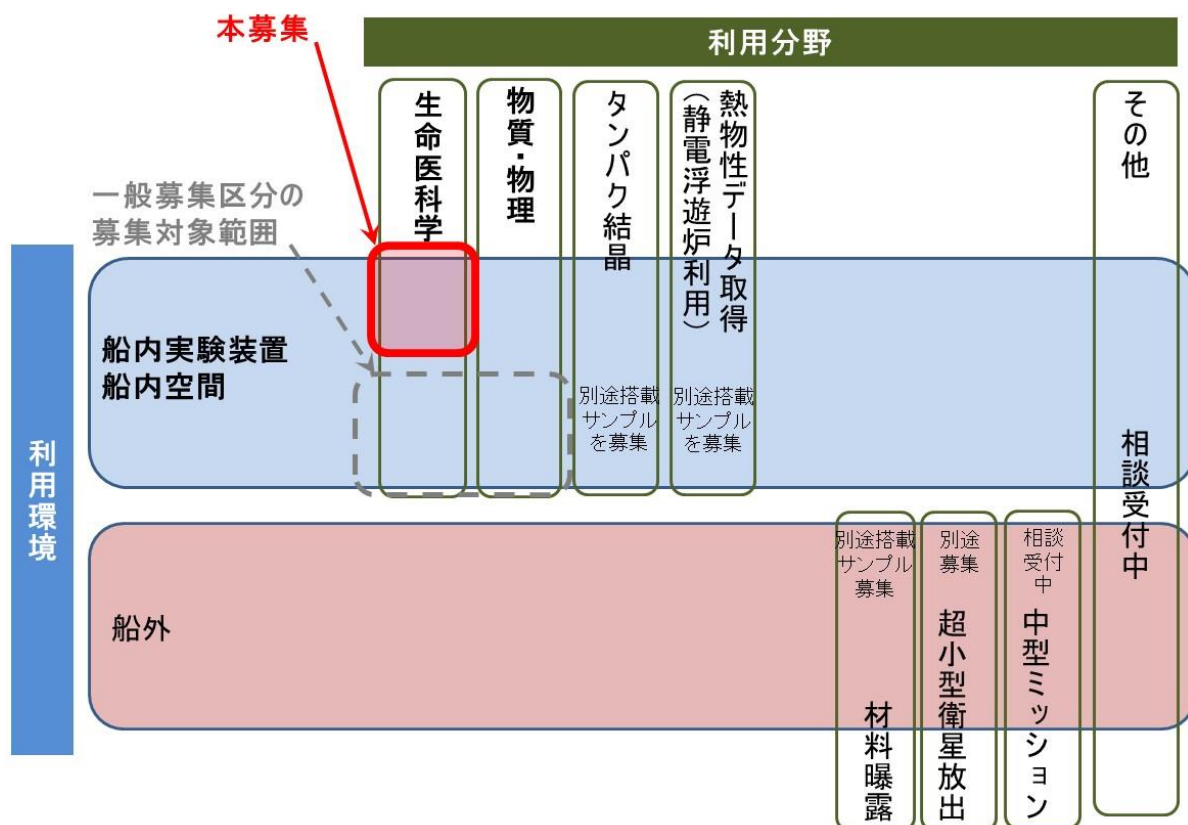 本募集
利用分野
生命医科学
物質・物理
タンパク結晶
熱物性データ取得
（静電浮遊炉利用）
その他
一般募集区分の
募集対象範囲
船内実験装置
船内空間
別途搭載
サンプル
を募集
別途搭載
サンプル
を募集
利用環境
相談受付中
船外
別途搭載
サンプル
募集
材料曝露
別途
募集
超小型衛星放出
相談
受付
中
中型ミッション